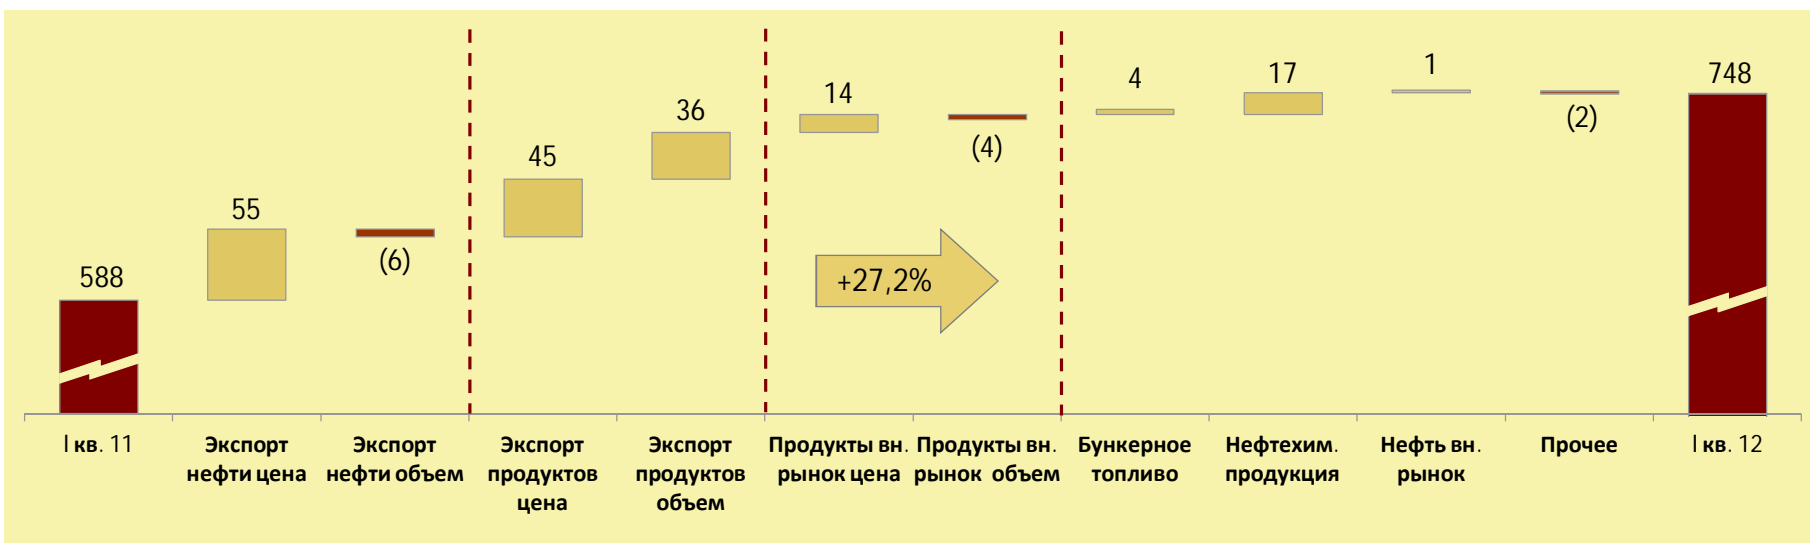 588
55
(6)
45
36
14
(4)
4
17
1
(2)
748
+27,2%
I кв. 11
Экспорт
нефти цена
Экспорт
нефти объем
Экспорт
продуктов
цена
Экспорт
продуктов
объем
Продукты вн.
рынок цена
Продукты вн.
рынок объем
Бункерное
топливо
Нефтехим.
продукция
Нефть вн.
рынок
Прочее
I кв. 12